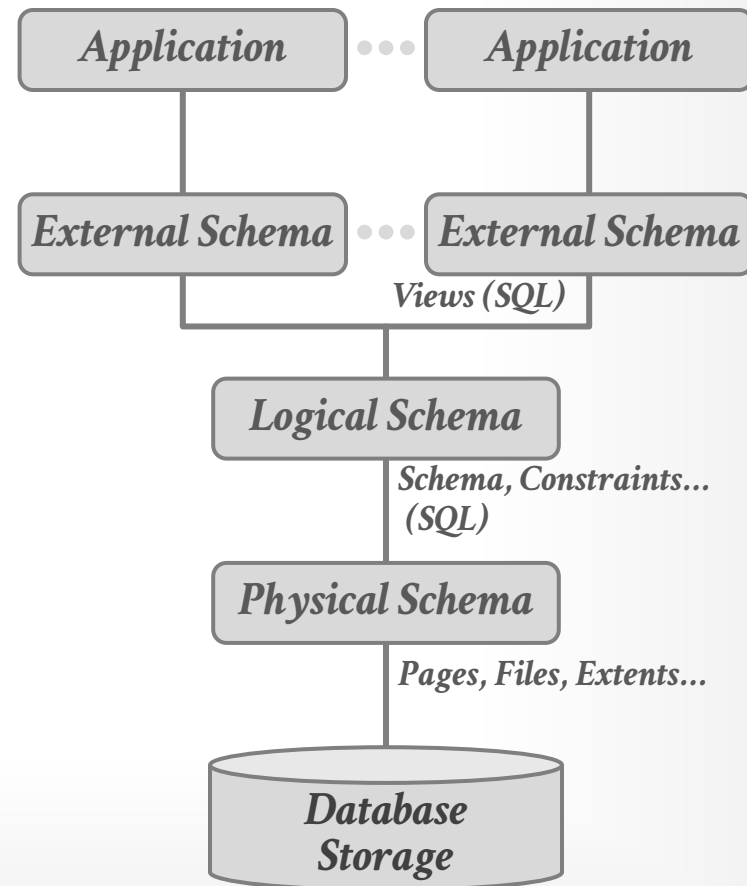 Application
Application
External Schema
External Schema
Views (SQL)
Logical Schema
Schema, Constraints...
(SQL)
Physical Schema
Pages, Files, Extents...
Database
Storage